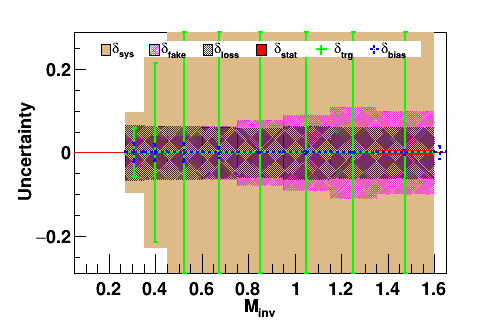 δsys δfake δloss δstat δtrg δbias
0.2
0
−0.2
Uncertainty
0.2 0.4 0.6 0.8 1 1.2 1.4 1.6
Minv